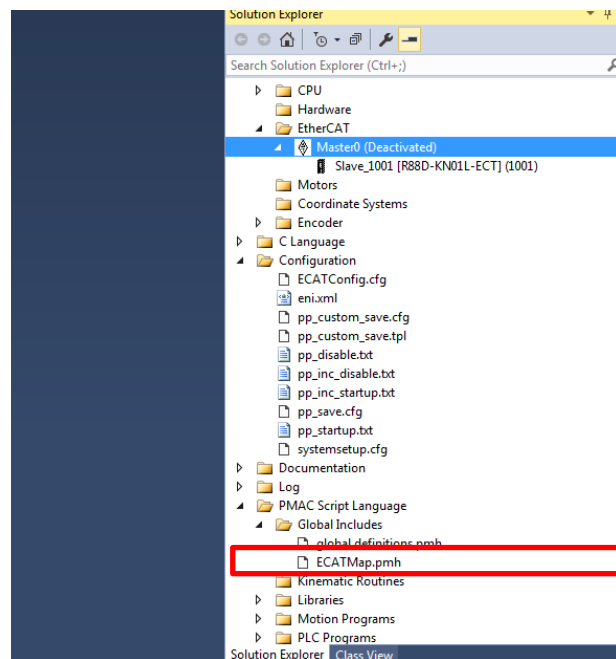 Solution Explorer
Search Solution Explorer (Ctrl+;)
CPU
Hardware
EtherCAT
Master0 (Deactivated)
Slave_1001 [R88D-KN01L-ECT] (1001)
Motors
Coordinate Systems
Encoder
C Language
Configuration
ECATConfig.cfg
eni.xml
pp_custom_save.cfg
pp_custom_save.tpl
pp_disable.txt
pp_inc_disable.txt
pp_inc_startup.txt
pp_save.cfg
pp_startup.txt
systemsetup.cfg
Documentation
Log
PMAC Script Language
Global Includes
global definitions.pmh
ECATMap.pmh
Kinematic Routines
Libraries
Motion Programs
PLC Programs
Solution Explorer Class View